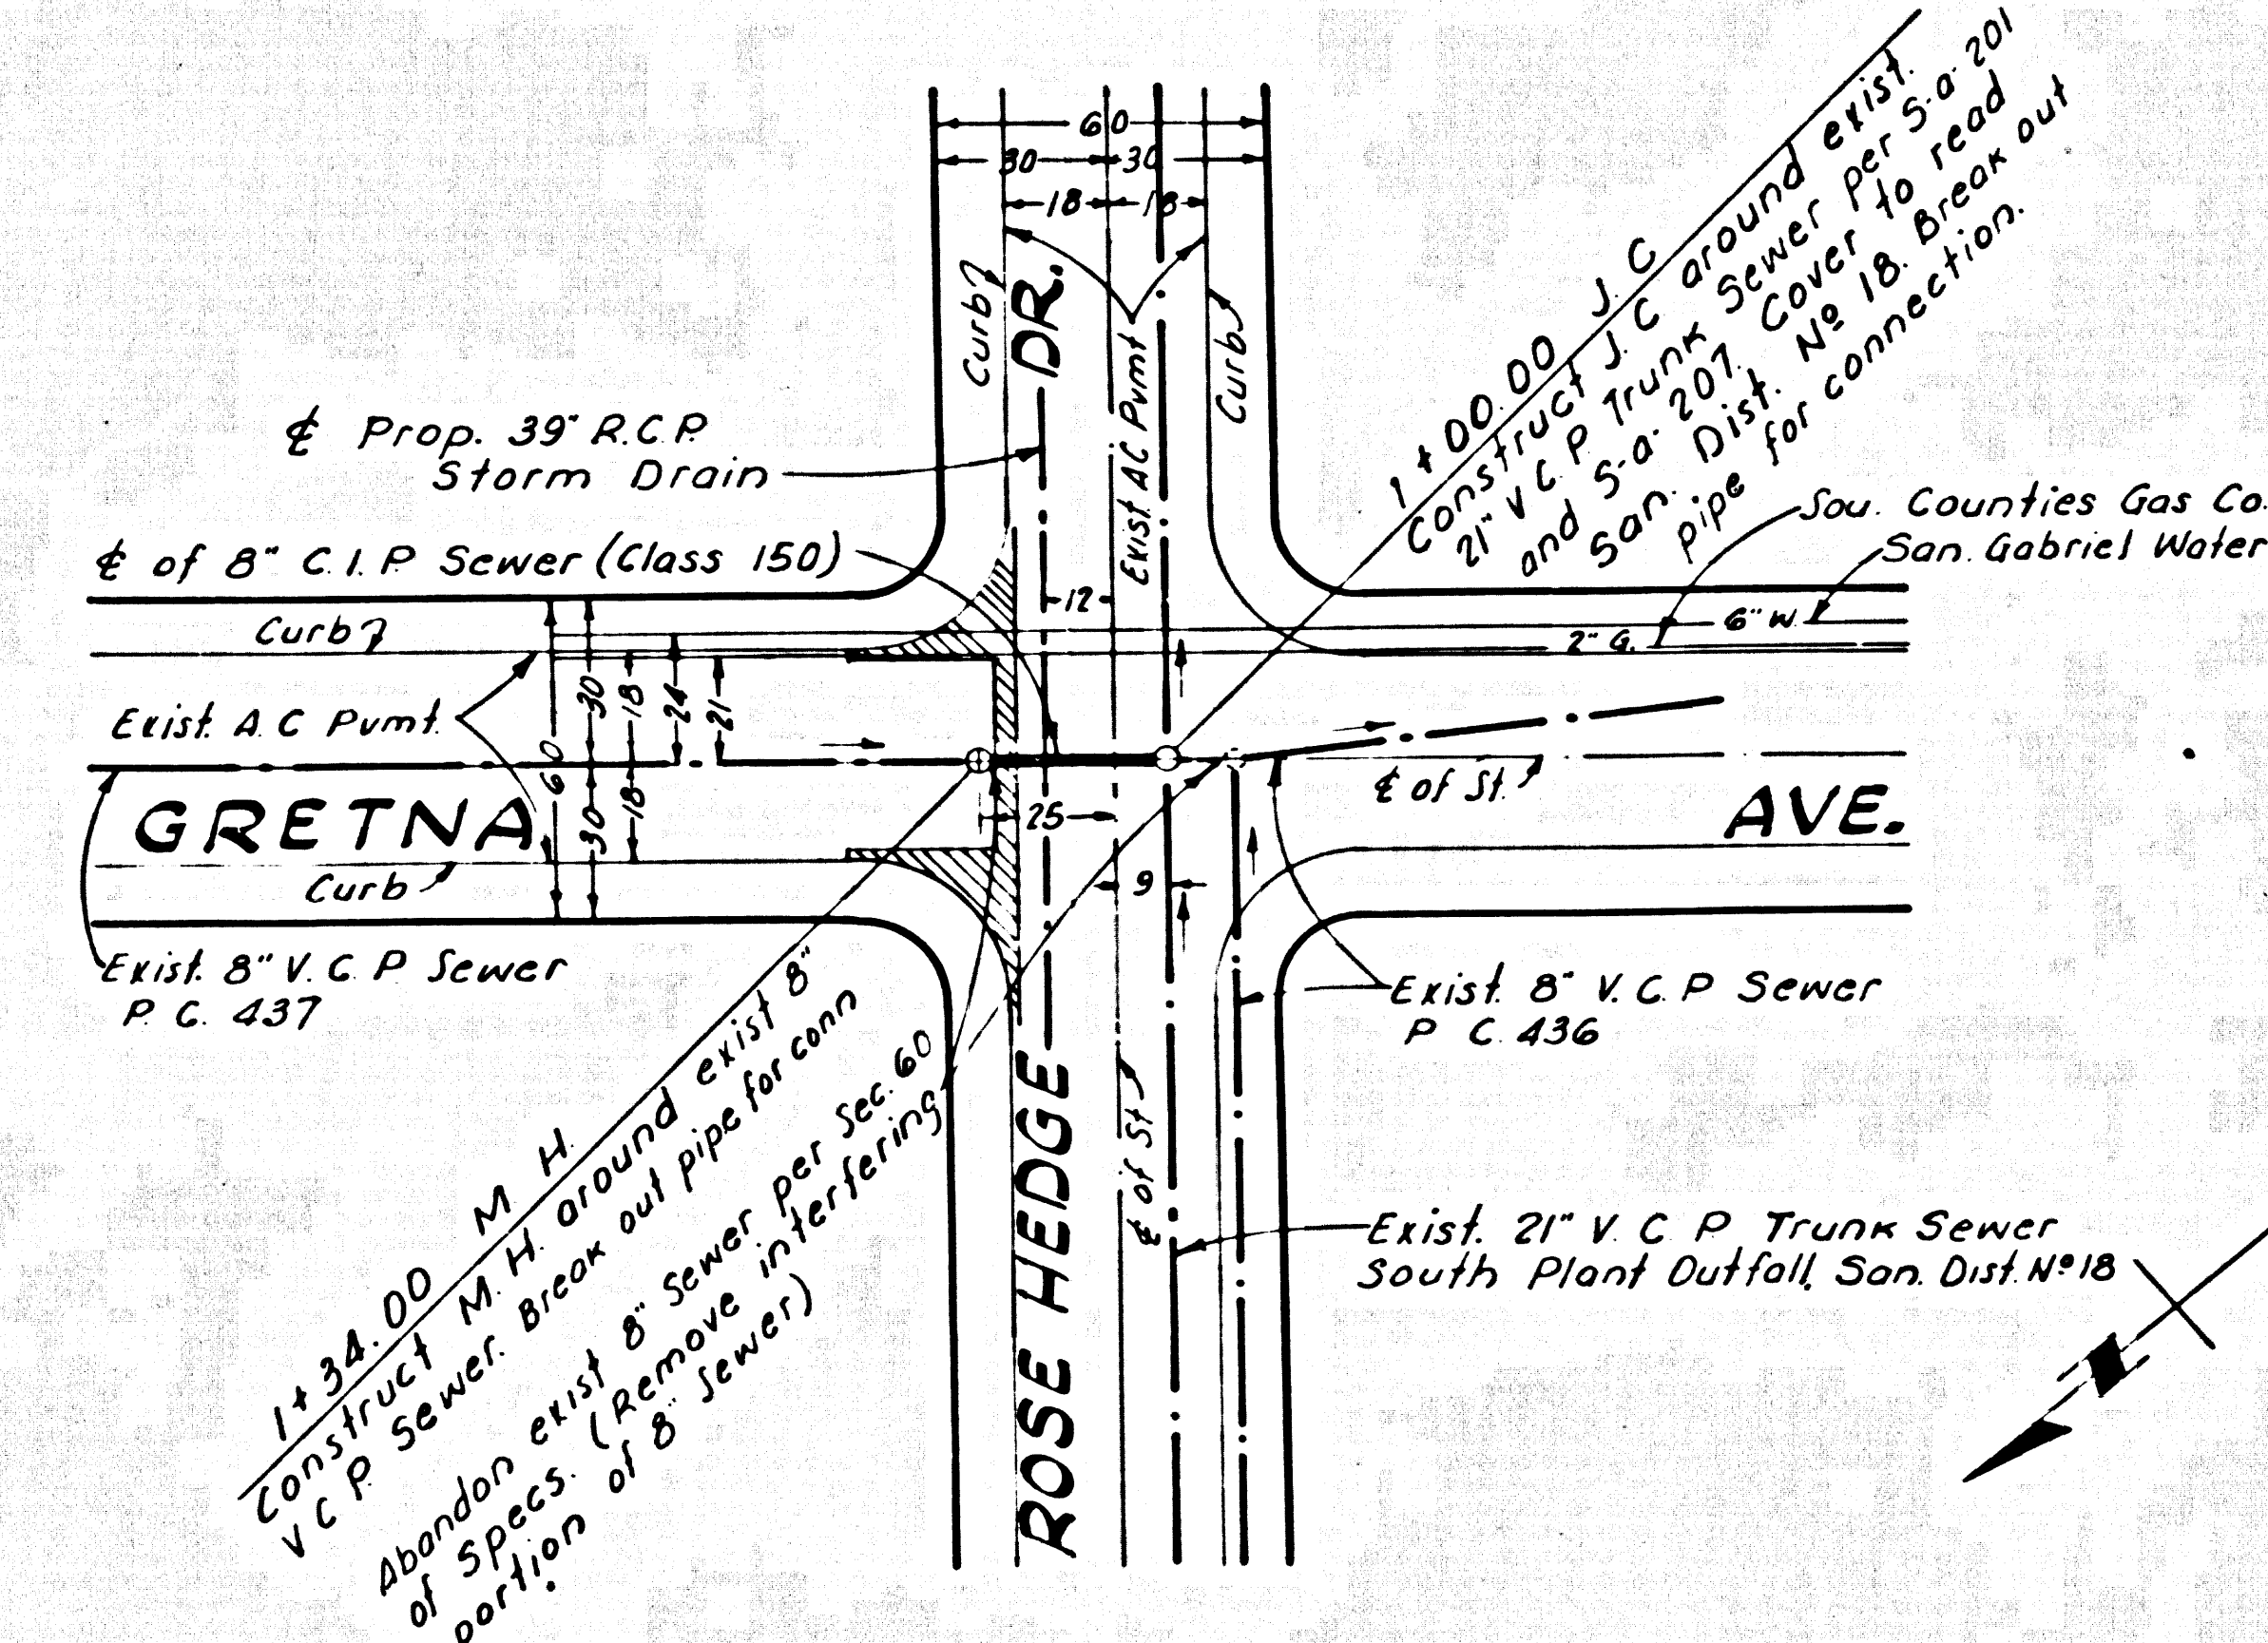 60
30 30
18 18
Curb
DR.
Exist. AC Pvmt
Curb
1+00.00 J.C
Construct J.C around exist.
21" V.C.P. Trunk Sewer per S-a-201
and S-a-207. Cover to read
San. Dist. Nº 18. Break out
pipe for connection.
℄ Prop. 39" R.C.P.
Storm Drain
℄ of 8" C.I.P. Sewer (Class 150)
Sou. Counties Gas Co.
San. Gabriel Water
Curb
12
6" W.
2" G.
Exist. A.C Pvmt.
60
30
30
18
18
24
21
GRETNA
AVE.
℄ of St.
25
9
Curb
Exist. 8" V.C.P Sewer
P.C. 437
Exist. 8" V.C.P Sewer
P.C. 436
1+34.00 M.H.
Construct M.H. around exist 8"
V.C.P. Sewer. Break out pipe for conn
Abandon exist 8" Sewer per Sec. 60
of Specs. (Remove interfering
portion of 8" Sewer)
ROSE HEDGE
℄ of St
Exist. 21" V.C.P Trunk Sewer
South Plant Outfall, San. Dist. Nº 18